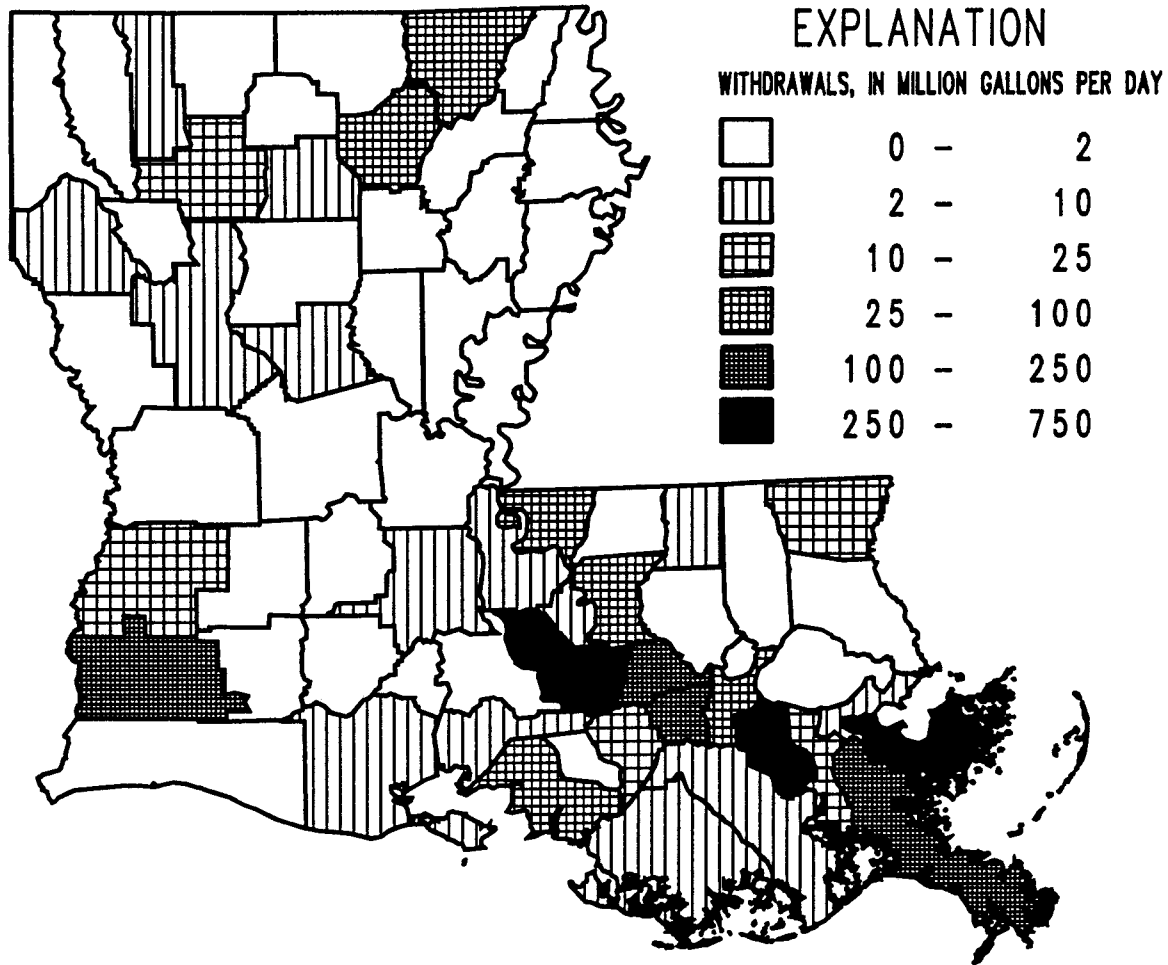 EXPLANATION
WITHDRAWALS, IN MILLION GALLONS PER DAY
0 - 2
2 - 10
10 - 25
25 - 100
100 - 250
250 - 750